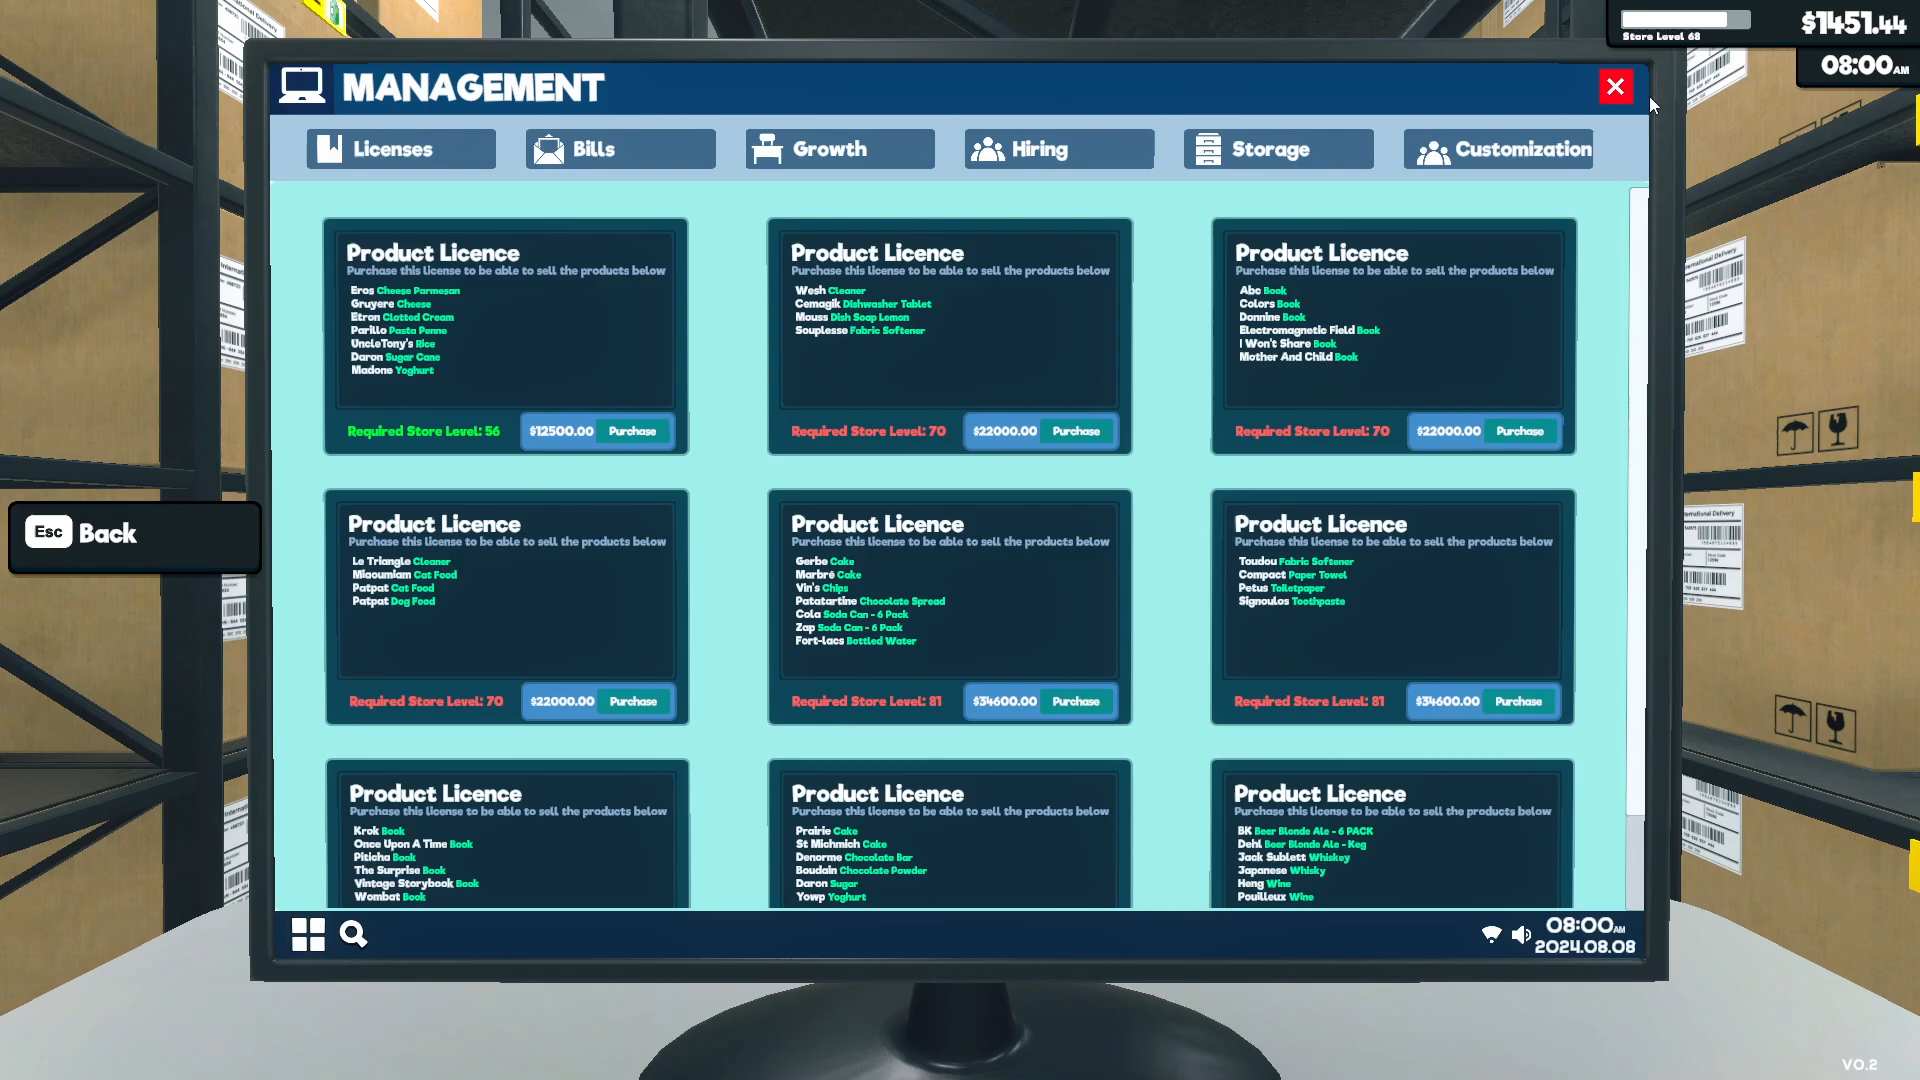 $1451.44
Store Level 68
08:00AM
MANAGEMENT
Licenses
Bills
Growth
Hiring
Storage
Customization
Product Licence
Purchase this license to be able to sell the products below
Eros Cheese Parmesan
Gruyere Cheese
Etron Clotted Cream
Parillo Pasta Penne
UncleTony's Rice
Daron Sugar Cane
Madone Yoghurt
Required Store Level: 56
$12500.00 Purchase
Product Licence
Purchase this license to be able to sell the products below
Wesh Cleaner
Cemagik Dishwasher Tablet
Mouss Dish Soap Lemon
Souplesse Fabric Softener
Required Store Level: 70
$22000.00 Purchase
Product Licence
Purchase this license to be able to sell the products below
Abc Book
Colors Book
Donnine Book
Electromagnetic Field Book
I Won't Share Book
Mother And Child Book
Required Store Level: 70
$22000.00 Purchase
Esc Back
Product Licence
Purchase this license to be able to sell the products below
Le Triangle Cleaner
Miaoumiam Cat Food
Patpat Cat Food
Patpat Dog Food
Required Store Level: 70
$22000.00 Purchase
Product Licence
Purchase this license to be able to sell the products below
Gerbe Cake
Marbré Cake
Vin's Chips
Patatartine Chocolate Spread
Cola Soda Can - 6 Pack
Zap Soda Can - 6 Pack
Fort-lacs Bottled Water
Required Store Level: 81
$34600.00 Purchase
Product Licence
Purchase this license to be able to sell the products below
Toudou Fabric Softener
Compact Paper Towel
Petus Toiletpaper
Signoulos Toothpaste
Required Store Level: 81
$34600.00 Purchase
Product Licence
Purchase this license to be able to sell the products below
Krok Book
Once Upon A Time Book
Piticha Book
The Surprise Book
Vintage Storybook Book
Wombat Book
Product Licence
Purchase this license to be able to sell the products below
Prairie Cake
St Michmich Cake
Denorme Chocolate Bar
Boudain Chocolate Powder
Daron Sugar
Yowp Yoghurt
Product Licence
Purchase this license to be able to sell the products below
BK Beer Blonde Ale - 6 PACK
Dehl Beer Blonde Ale - Keg
Jack Sublett Whiskey
Japanese Whisky
Heng Wine
Pouilleux Wine
08:00AM
2024.08.08
V0.2